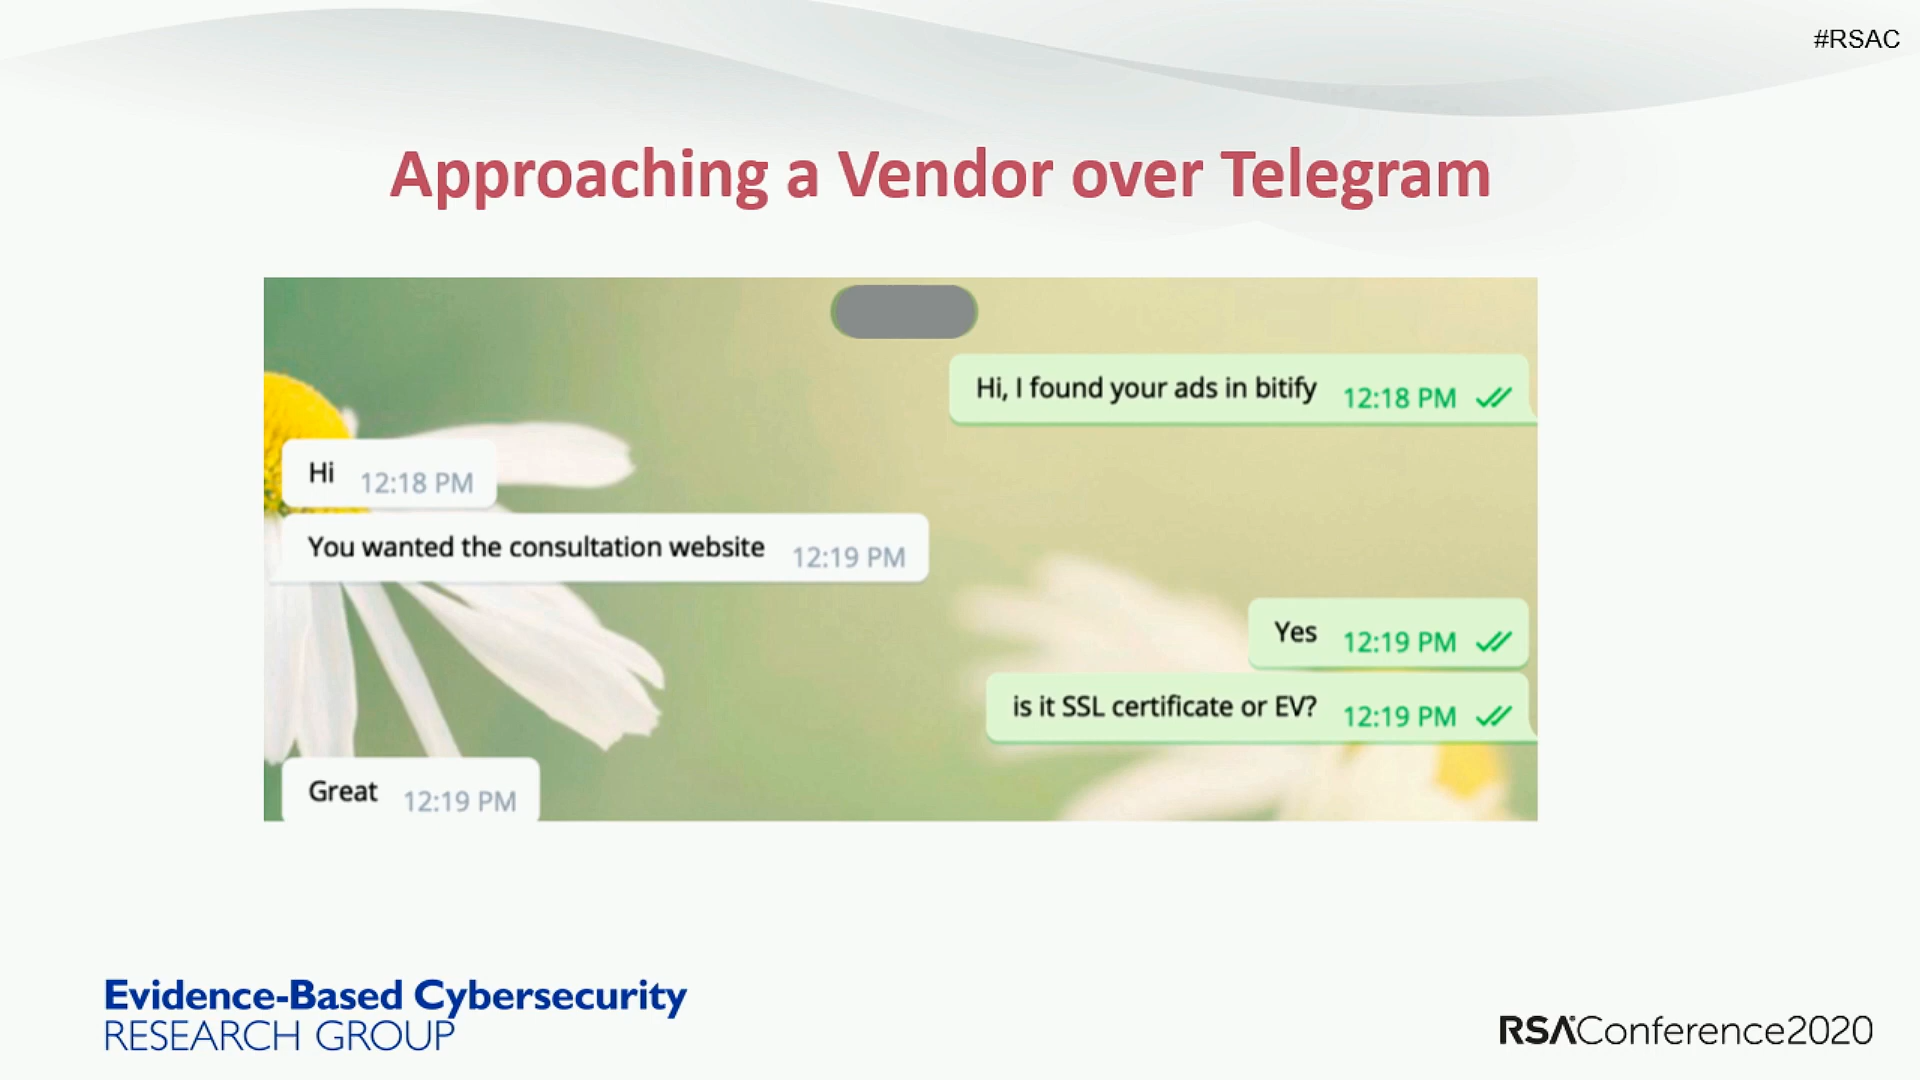 #RSAC
Approaching a Vendor over Telegram
Hi, I found your ads in bitify 12:18 PM
Hi 12:18 PM
You wanted the consultation website 12:19 PM
Yes 12:19 PM
is it SSL certificate or EV? 12:19 PM
Great 12:19 PM
Evidence-Based Cybersecurity
RESEARCH GROUP
RSAConference2020